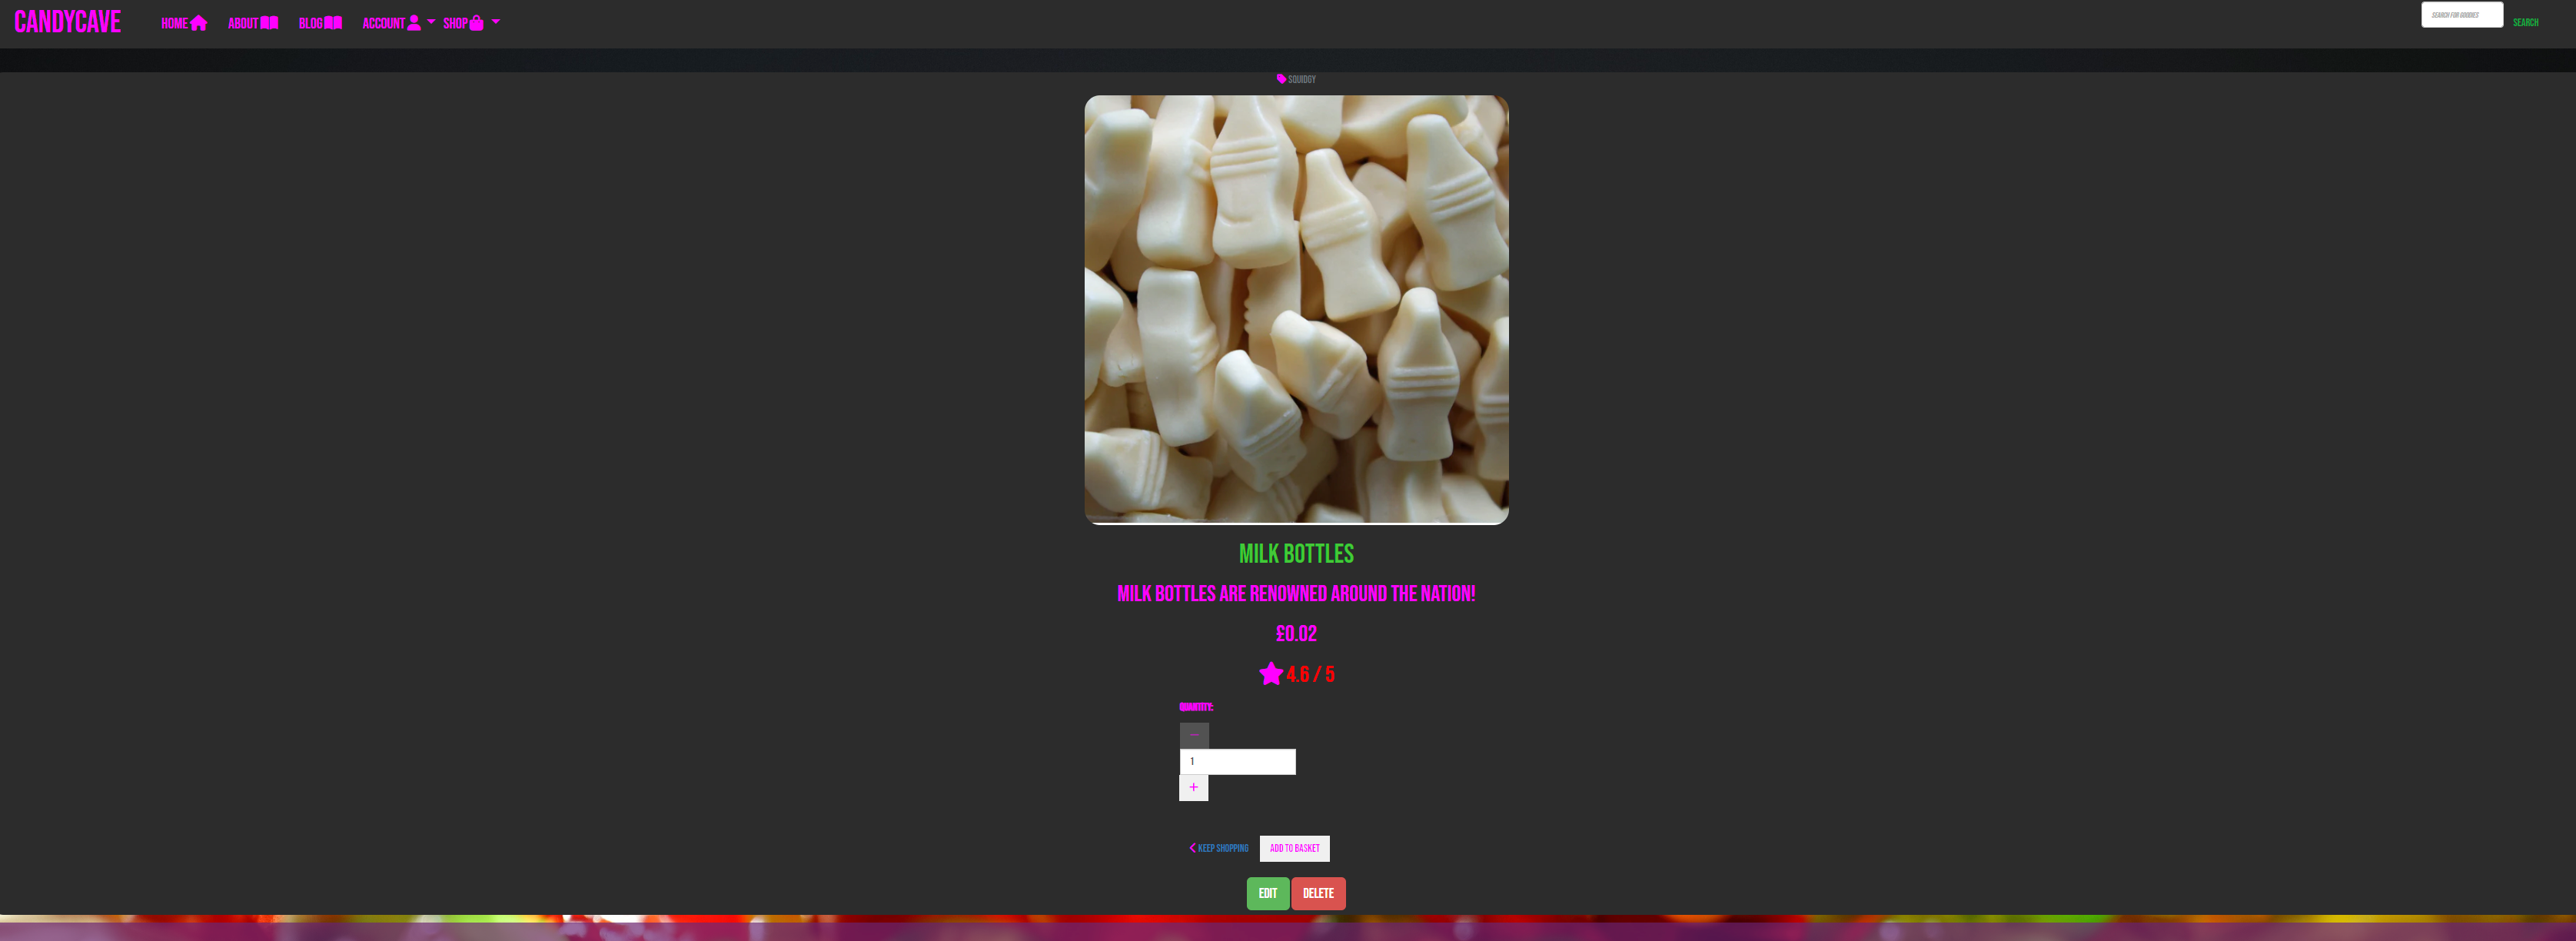 CANDYCAVE
HOME
ABOUT
BLOG
ACCOUNT
SHOP
SEARCH FOR GOODIES
SEARCH
SQUIDGY
MILK BOTTLES
MILK BOTTLES ARE RENOWNED AROUND THE NATION!
£0.02
4.6 / 5
QUANTITY:
−
1
+
KEEP SHOPPING
ADD TO BASKET
EDIT
DELETE